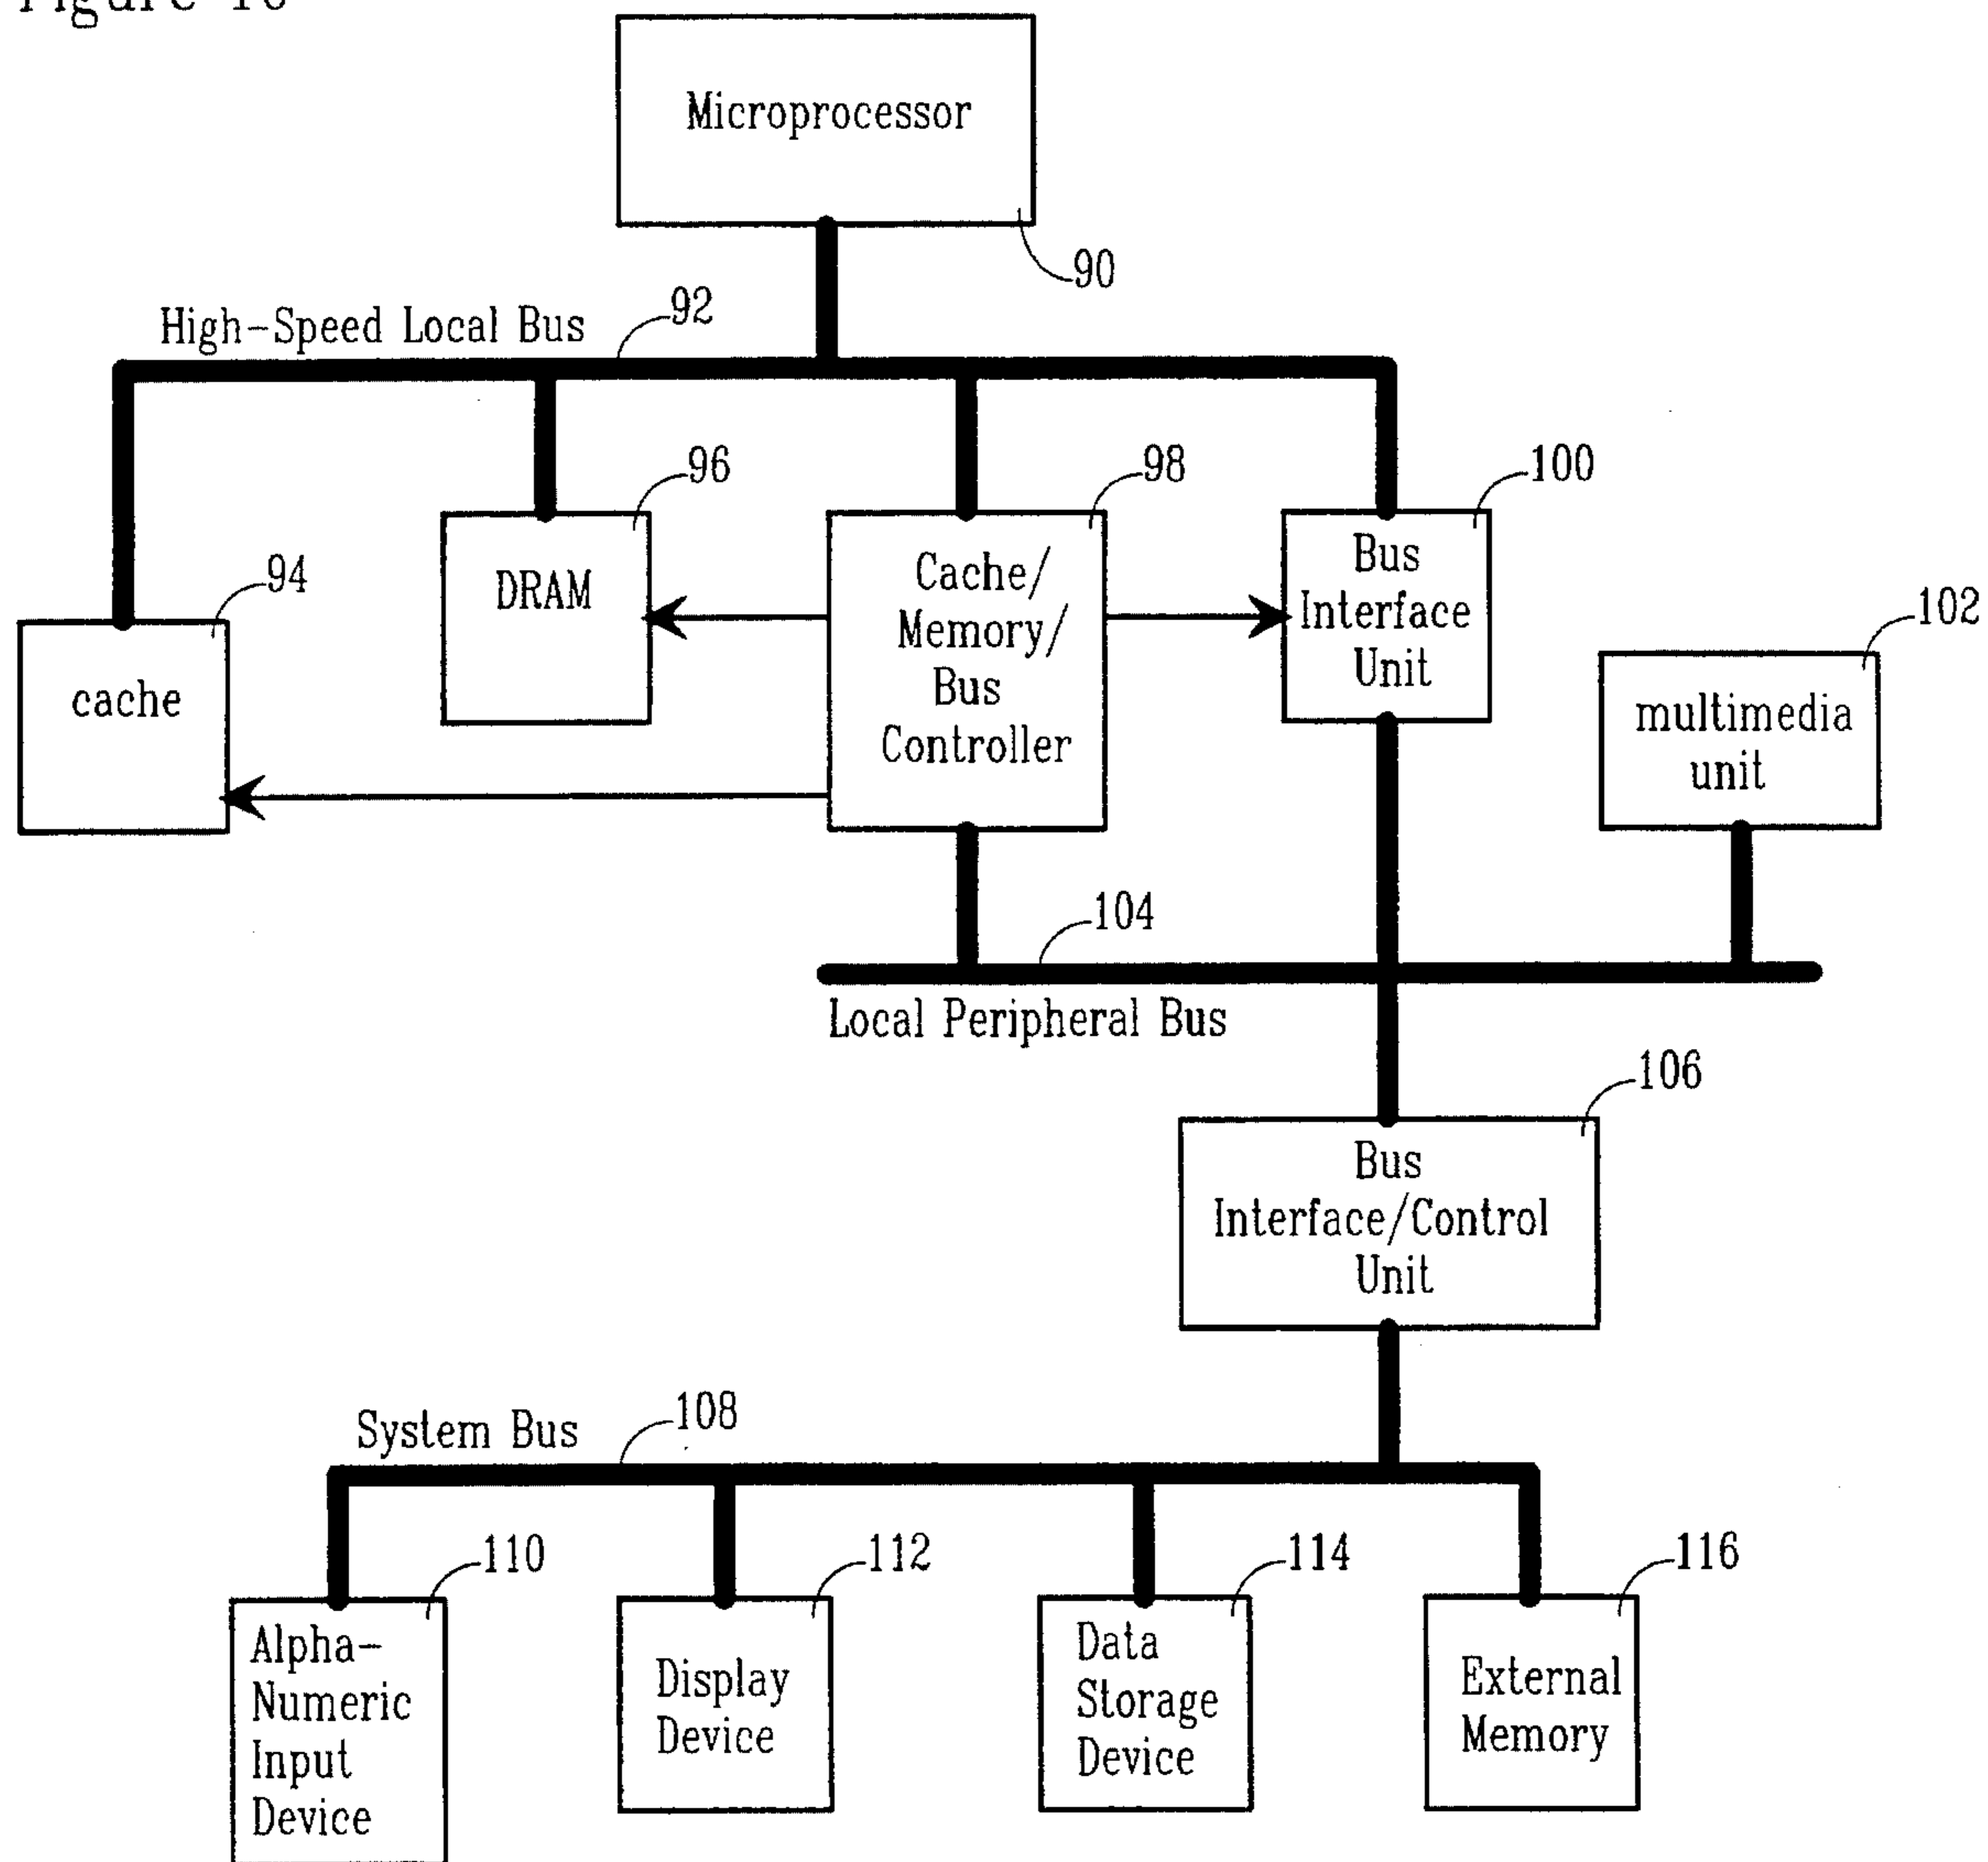 Figure 10
Microprocessor
90
High-Speed Local Bus
92
96
98
100
94
102
DRAM
Cache/
Memory/
Bus
Controller
Bus
Interface
Unit
cache
multimedia
unit
104
Local Peripheral Bus
106
Bus
Interface/Control
Unit
System Bus
108
110
112
114
116
Alpha-
Numeric
Input
Device
Display
Device
Data
Storage
Device
External
Memory